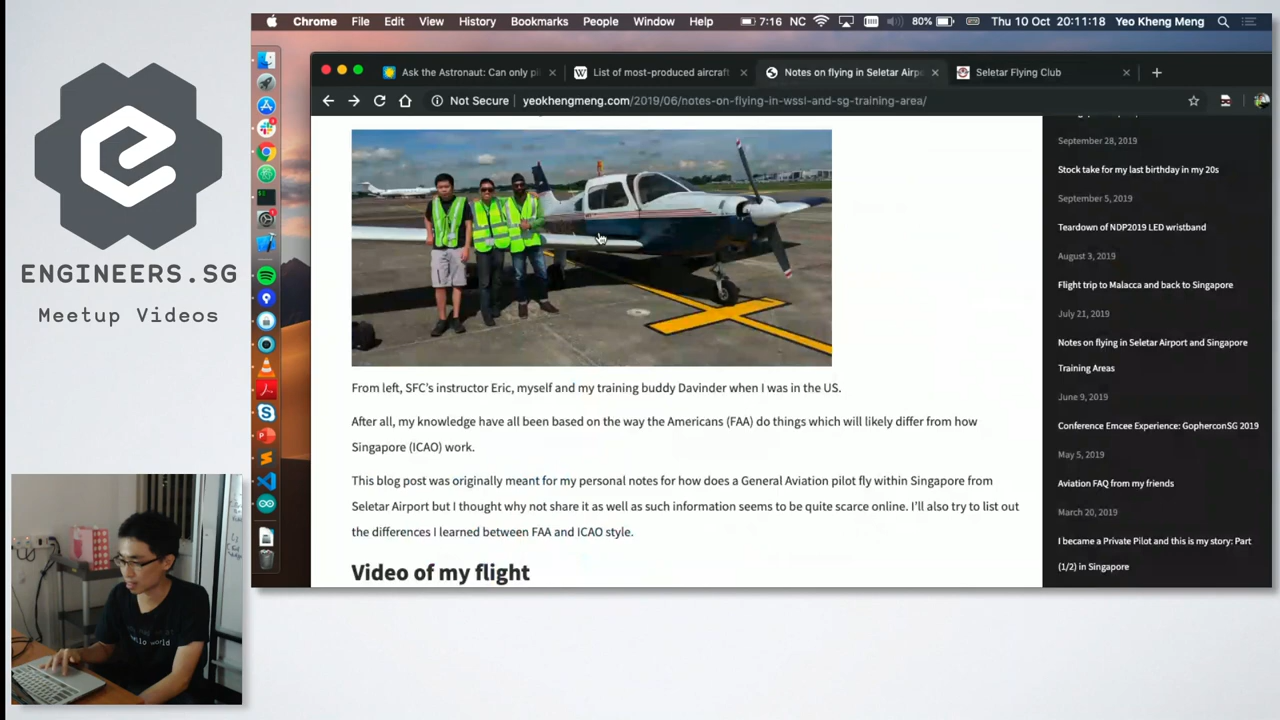 Chrome File Edit View History Bookmarks People Window Help 7:16 NC 80% Thu 10 Oct 20:11:18 Yeo Kheng Meng
Ask the Astronaut: Can only pil
List of most-produced aircraft
Notes on flying in Seletar Airpo
Seletar Flying Club
Not Secure yeokhengmeng.com/2019/06/notes-on-flying-in-wssl-and-sg-training-area/
ENGINEERS.SG
Meetup Videos
From left, SFC's instructor Eric, myself and my training buddy Davinder when I was in the US.
After all, my knowledge have all been based on the way the Americans (FAA) do things which will likely differ from how
Singapore (ICAO) work.
This blog post was originally meant for my personal notes for how does a General Aviation pilot fly within Singapore from
Seletar Airport but I thought why not share it as well as such information seems to be quite scarce online. I'll also try to list out
the differences I learned between FAA and ICAO style.
Video of my flight
September 28, 2019
Stock take for my last birthday in my 20s
September 5, 2019
Teardown of NDP2019 LED wristband
August 3, 2019
Flight trip to Malacca and back to Singapore
July 21, 2019
Notes on flying in Seletar Airport and Singapore
Training Areas
June 9, 2019
Conference Emcee Experience: GopherconSG 2019
May 5, 2019
Aviation FAQ from my friends
March 20, 2019
I became a Private Pilot and this is my story: Part
(1/2) in Singapore
hello world